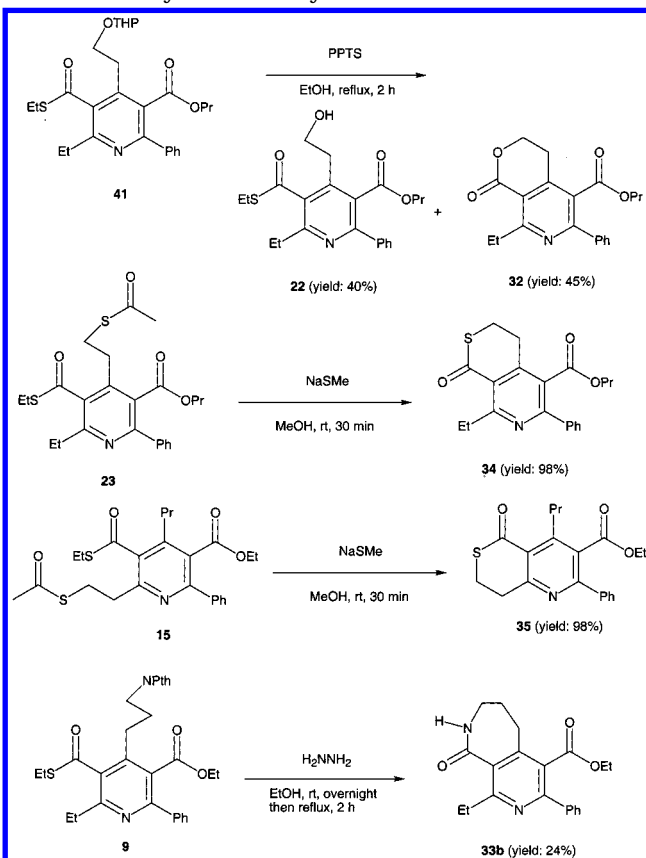 OTHP
O
O
EtS
OPr
Et
N
Ph
41
PPTS
EtOH, reflux, 2 h
OH
O
O
EtS
OPr
Et
N
Ph
22 (yield: 40%)
+
O
O
O
OPr
Et
N
Ph
32 (yield: 45%)
O
S
O
O
EtS
OPr
Et
N
Ph
23
NaSMe
MeOH, rt, 30 min
S
O
O
OPr
Et
N
Ph
34 (yield: 98%)
O
Pr
O
EtS
OEt
O
S
N
Ph
15
NaSMe
MeOH, rt, 30 min
O
Pr
O
S
OEt
N
Ph
35 (yield: 98%)
NPth
O
O
EtS
OEt
Et
N
Ph
9
H2NNH2
EtOH, rt, overnight
then reflux, 2 h
H
N
O
O
OEt
Et
N
Ph
33b (yield: 24%)